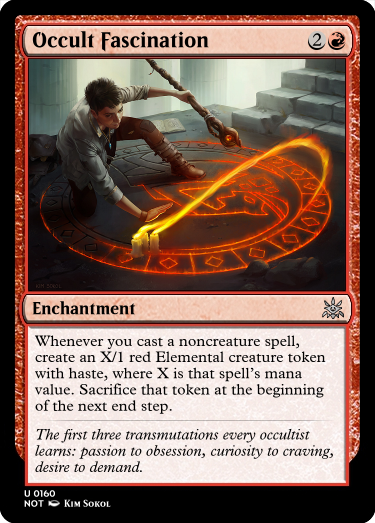 Occult Fascination 2
Enchantment
Whenever you cast a noncreature spell,
create an X/1 red Elemental creature token
with haste, where X is that spell's mana
value. Sacrifice that token at the beginning
of the next end step.
The first three transmutations every occultist
learns: passion to obsession, curiosity to craving,
desire to demand.
U 0160
NOT Kim Sokol